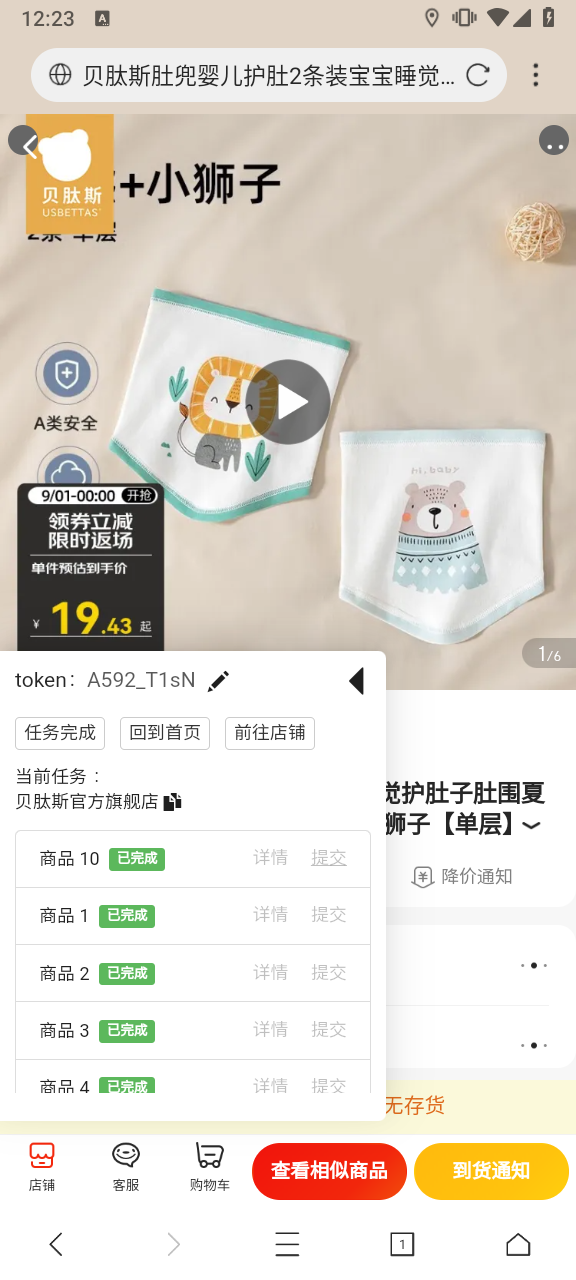 12:23
A
贝肽斯肚兜婴儿护肚2条装宝宝睡觉...
贝肽斯
USBETTAS
+小狮子
A类安全
hi.baby
9/01-00:00 开抢
领券立减
限时返场
单件预估到手价
¥ 19.43 起
1/6
token: A592_T1sN
任务完成 回到首页 前往店铺
当前任务：
贝肽斯官方旗舰店
觉护肚子肚围夏
狮子【单层】
降价通知
商品 10 已完成 详情 提交
商品 1 已完成 详情 提交
商品 2 已完成 详情 提交
商品 3 已完成 详情 提交
商品 4 已完成 详情 提交
无存货
店铺 客服 购物车 查看相似商品 到货通知
1